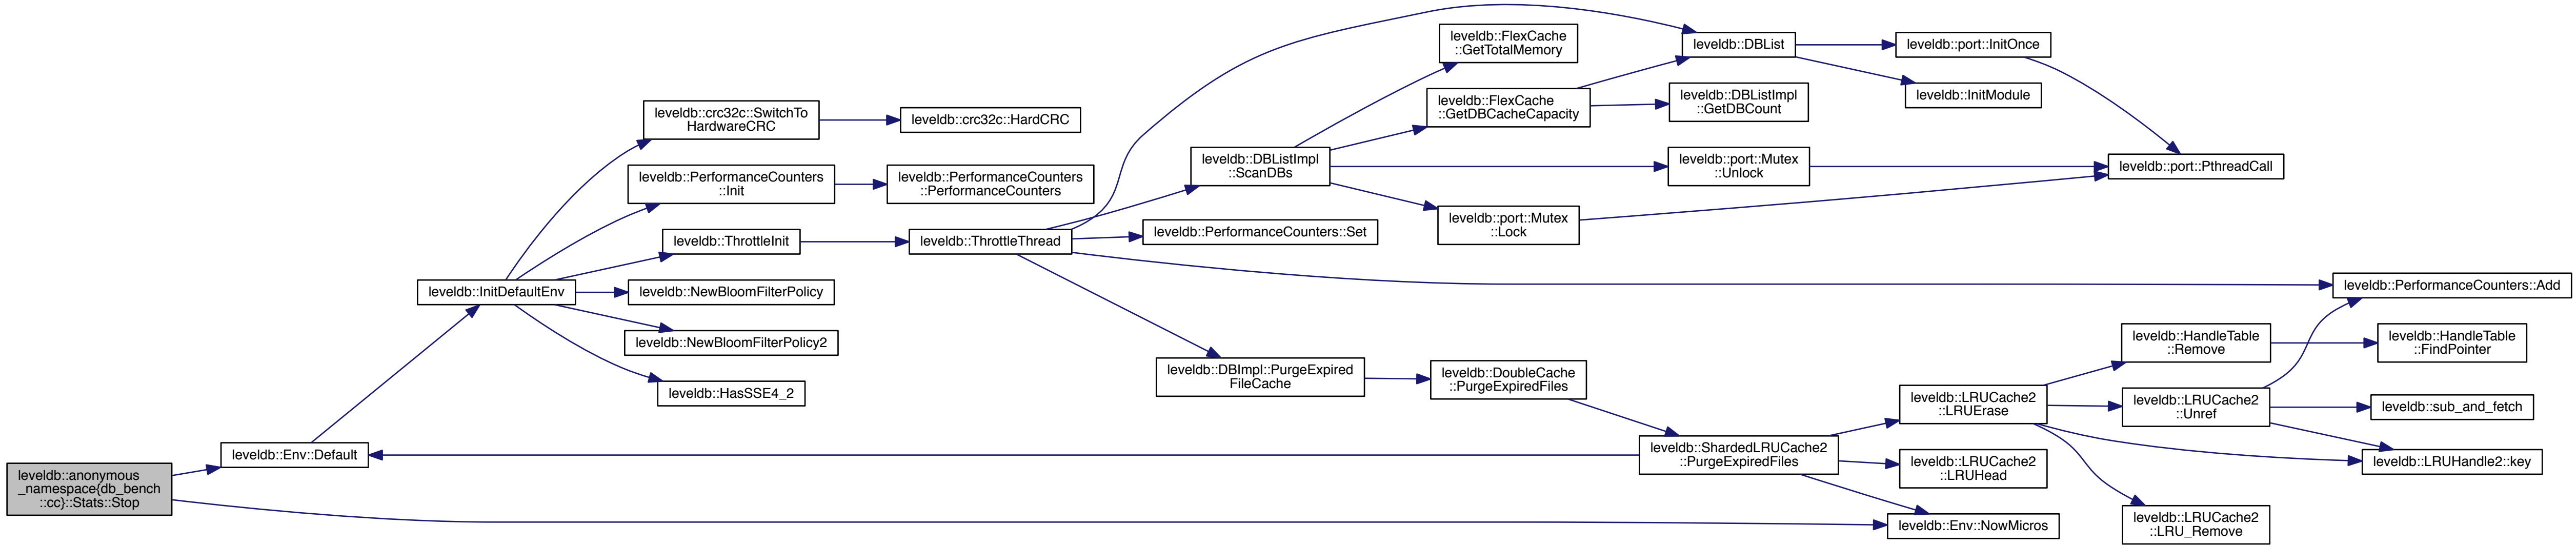 leveldb::anonymous
_namespace{db_bench
::cc}::Stats::Stop
leveldb::Env::Default
leveldb::InitDefaultEnv
leveldb::crc32c::SwitchTo
HardwareCRC
leveldb::crc32c::HardCRC
leveldb::PerformanceCounters
::Init
leveldb::PerformanceCounters
::PerformanceCounters
leveldb::ThrottleInit
leveldb::ThrottleThread
leveldb::NewBloomFilterPolicy
leveldb::NewBloomFilterPolicy2
leveldb::HasSSE4_2
leveldb::DBListImpl
::ScanDBs
leveldb::PerformanceCounters::Set
leveldb::DBImpl::PurgeExpired
FileCache
leveldb::FlexCache
::GetTotalMemory
leveldb::FlexCache
::GetDBCacheCapacity
leveldb::port::Mutex
::Lock
leveldb::DoubleCache
::PurgeExpiredFiles
leveldb::DBList
leveldb::DBListImpl
::GetDBCount
leveldb::port::Mutex
::Unlock
leveldb::ShardedLRUCache2
::PurgeExpiredFiles
leveldb::port::InitOnce
leveldb::InitModule
leveldb::port::PthreadCall
leveldb::LRUCache2
::LRUErase
leveldb::LRUCache2
::LRUHead
leveldb::Env::NowMicros
leveldb::HandleTable
::Remove
leveldb::LRUCache2
::Unref
leveldb::LRUCache2
::LRU_Remove
leveldb::PerformanceCounters::Add
leveldb::HandleTable
::FindPointer
leveldb::sub_and_fetch
leveldb::LRUHandle2::key